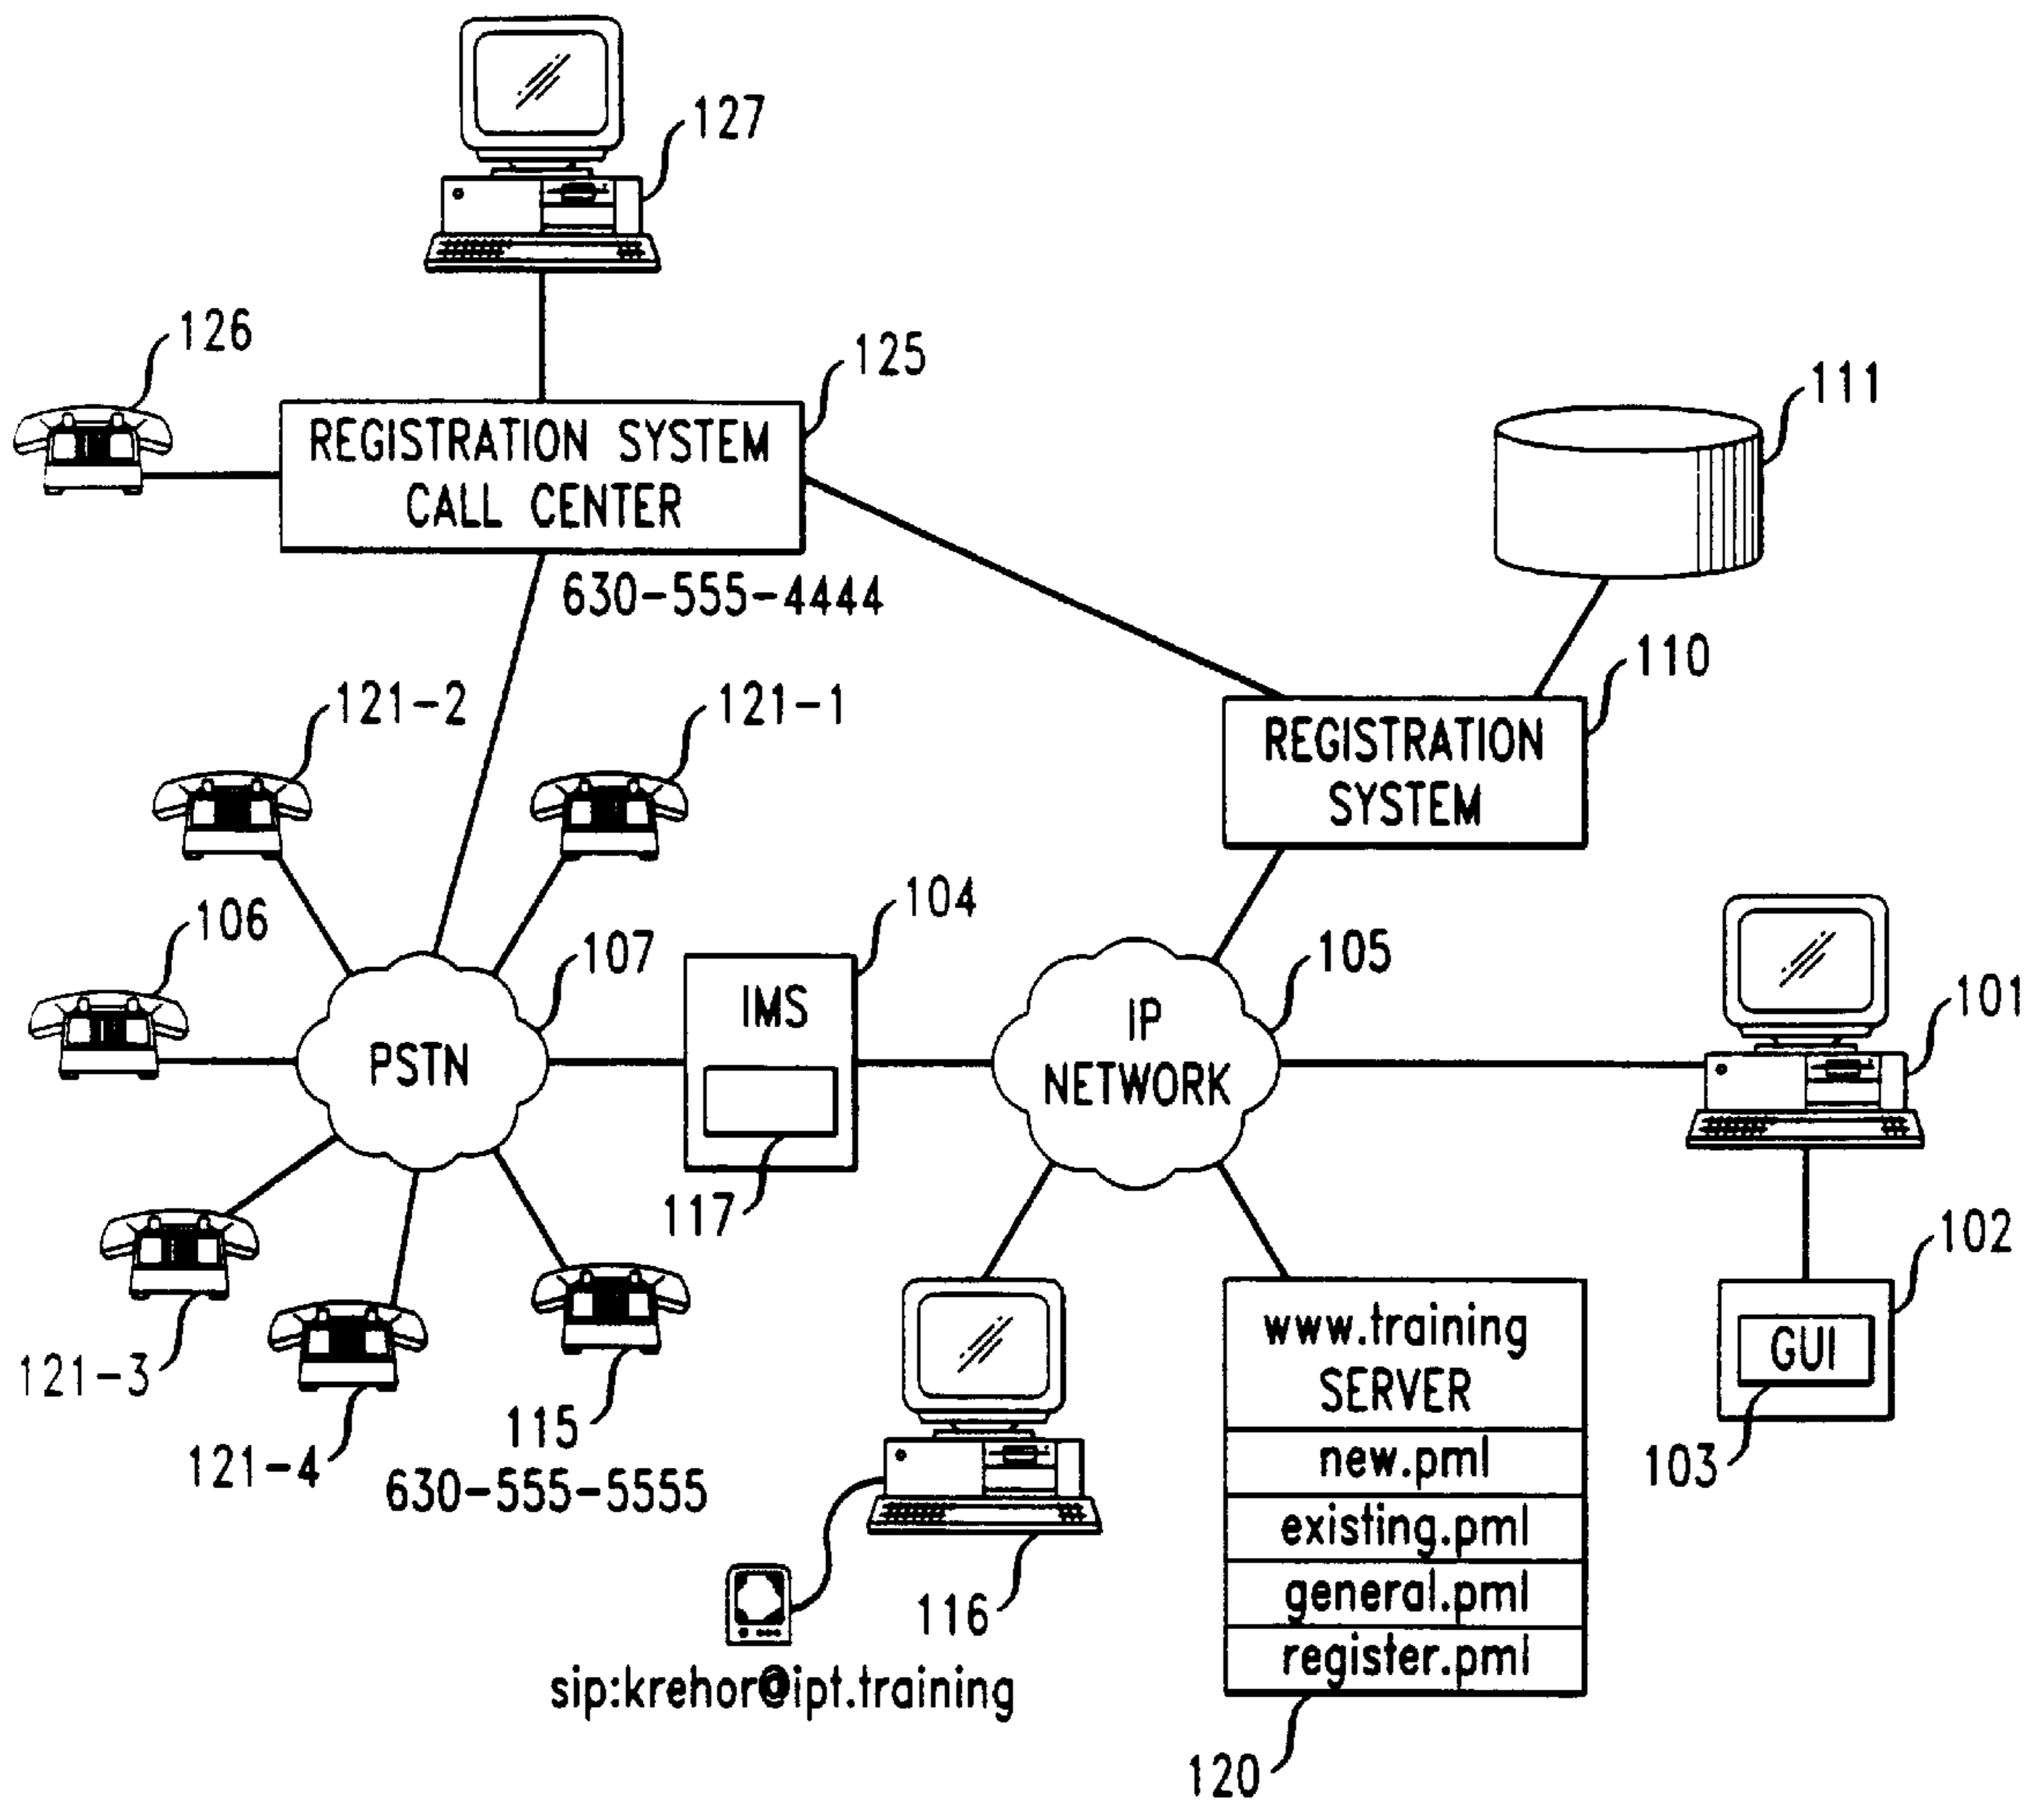 127
126
125
REGISTRATION SYSTEM
CALL CENTER
111
630-555-4444
110
121-2
121-1
REGISTRATION
SYSTEM
104
106
107
105
IMS
IP
NETWORK
101
PSTN
117
102
www.training
SERVER
GUI
121-3
115
121-4
630-555-5555
new.pml
103
existing.pml
general.pml
116
register.pml
sip:krehor@ipt.training
120